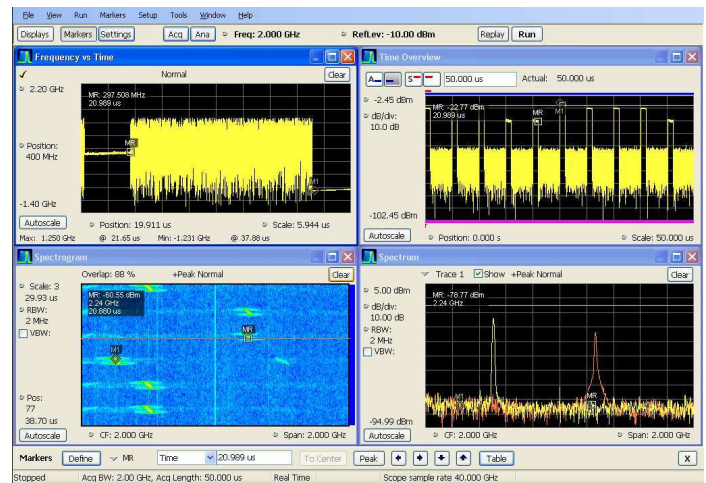 File View Run Markers Setup Tools Window Help
Displays Markers Settings Acq Ana Freq: 2.000 GHz RefLev: -10.00 dBm Replay Run
Frequency vs Time
Normal Clear
2.20 GHz
MR: 297.508 MHz
20.989 us
Position:
400 MHz
MR
M1
-1.40 GHz
Autoscale Position: 19.911 us Scale: 5.944 us
Max: 1.250 GHz @ 21.65 us Min: -1.231 GHz @ 37.88 us
Time Overview
A S 50.000 us Actual: 50.000 us
-2.45 dBm
dB/div:
10.0 dB
MR: -22.77 dBm
20.989 us
MR
M1
-102.45 dBm
Autoscale Position: 0.000 s Scale: 50.000 us
Spectrogram
Overlap: 88 % +Peak Normal Clear
Scale: 3
29.93 us
RBW:
2 MHz
VBW:
MR: -60.55 dBm
2.24 GHz
20.680 us
MR
M1
Pos:
77
38.70 us
Autoscale CF: 2.000 GHz Span: 2.000 GHz
Spectrum
Trace 1 Show +Peak Normal Clear
5.00 dBm
dB/div:
10.00 dB
RBW:
2 MHz
VBW:
MR: -78.77 dBm
2.24 GHz
M1
MR
-94.99 dBm
Autoscale CF: 2.000 GHz Span: 2.000 GHz
Markers Define MR Time 20.989 us To Center Peak Table X
Stopped Acq BW: 2.00 GHz, Acq Length: 50.000 us Real Time Scope sample rate 40.000 GHz